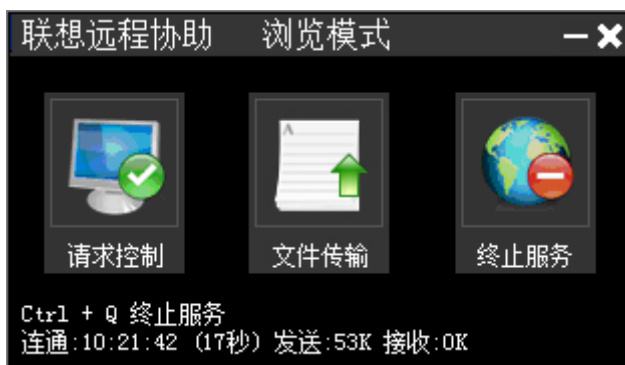 联想远程协助 浏览模式
请求控制 文件传输 终止服务
A
Ctrl + Q 终止服务
连通:10:21:42 (17秒) 发送:53K 接收:0K